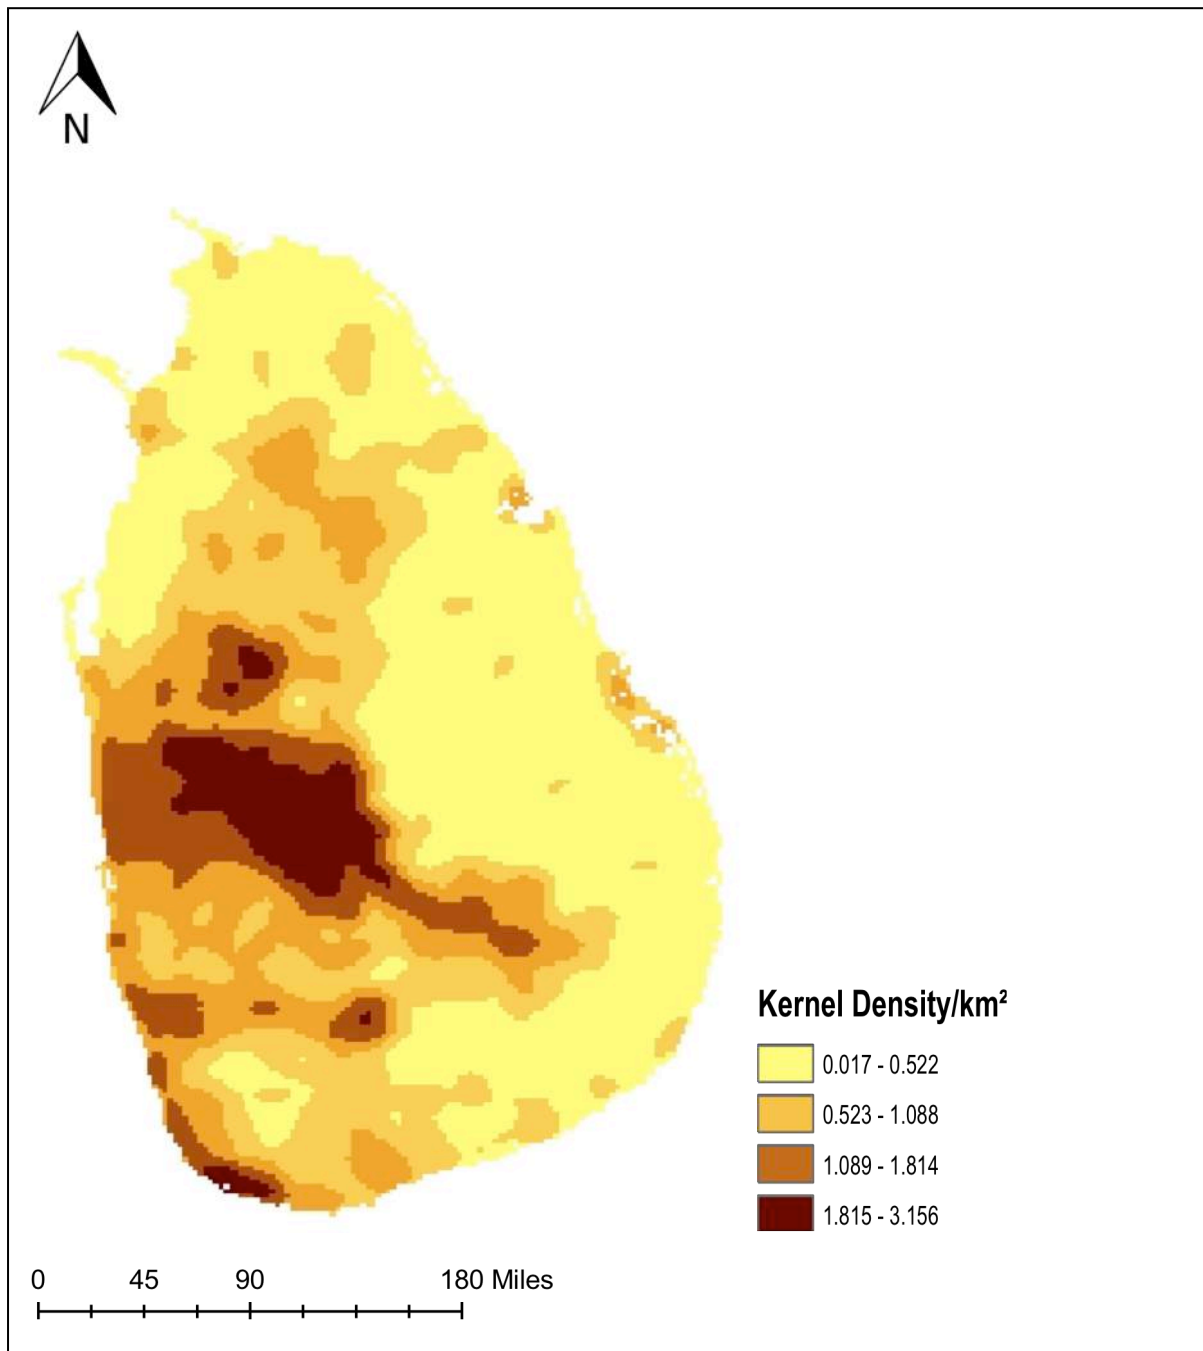 N
Kernel Density/km²
0.017 - 0.522
0.523 - 1.088
1.089 - 1.814
1.815 - 3.156
0 45 90 180 Miles